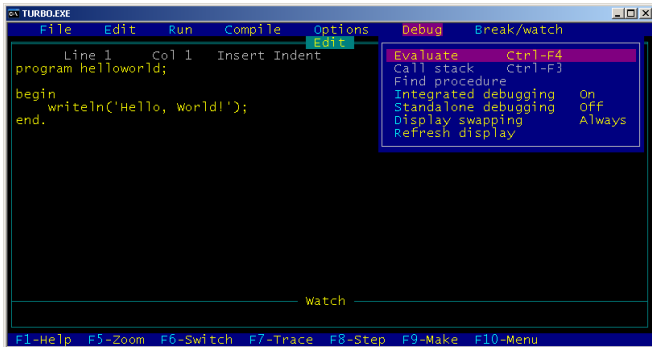 TURBO.EXE
File Edit Run Compile Options Debug Break/watch
Edit
Line 1 Col 1 Insert Indent
program helloworld;
begin
writeln('Hello, World!');
end.
Evaluate Ctrl-F4
Call stack Ctrl-F3
Find procedure
Integrated debugging On
Standalone debugging Off
Display swapping Always
Refresh display
Watch
F1-Help F5-Zoom F6-Switch F7-Trace F8-Step F9-Make F10-Menu